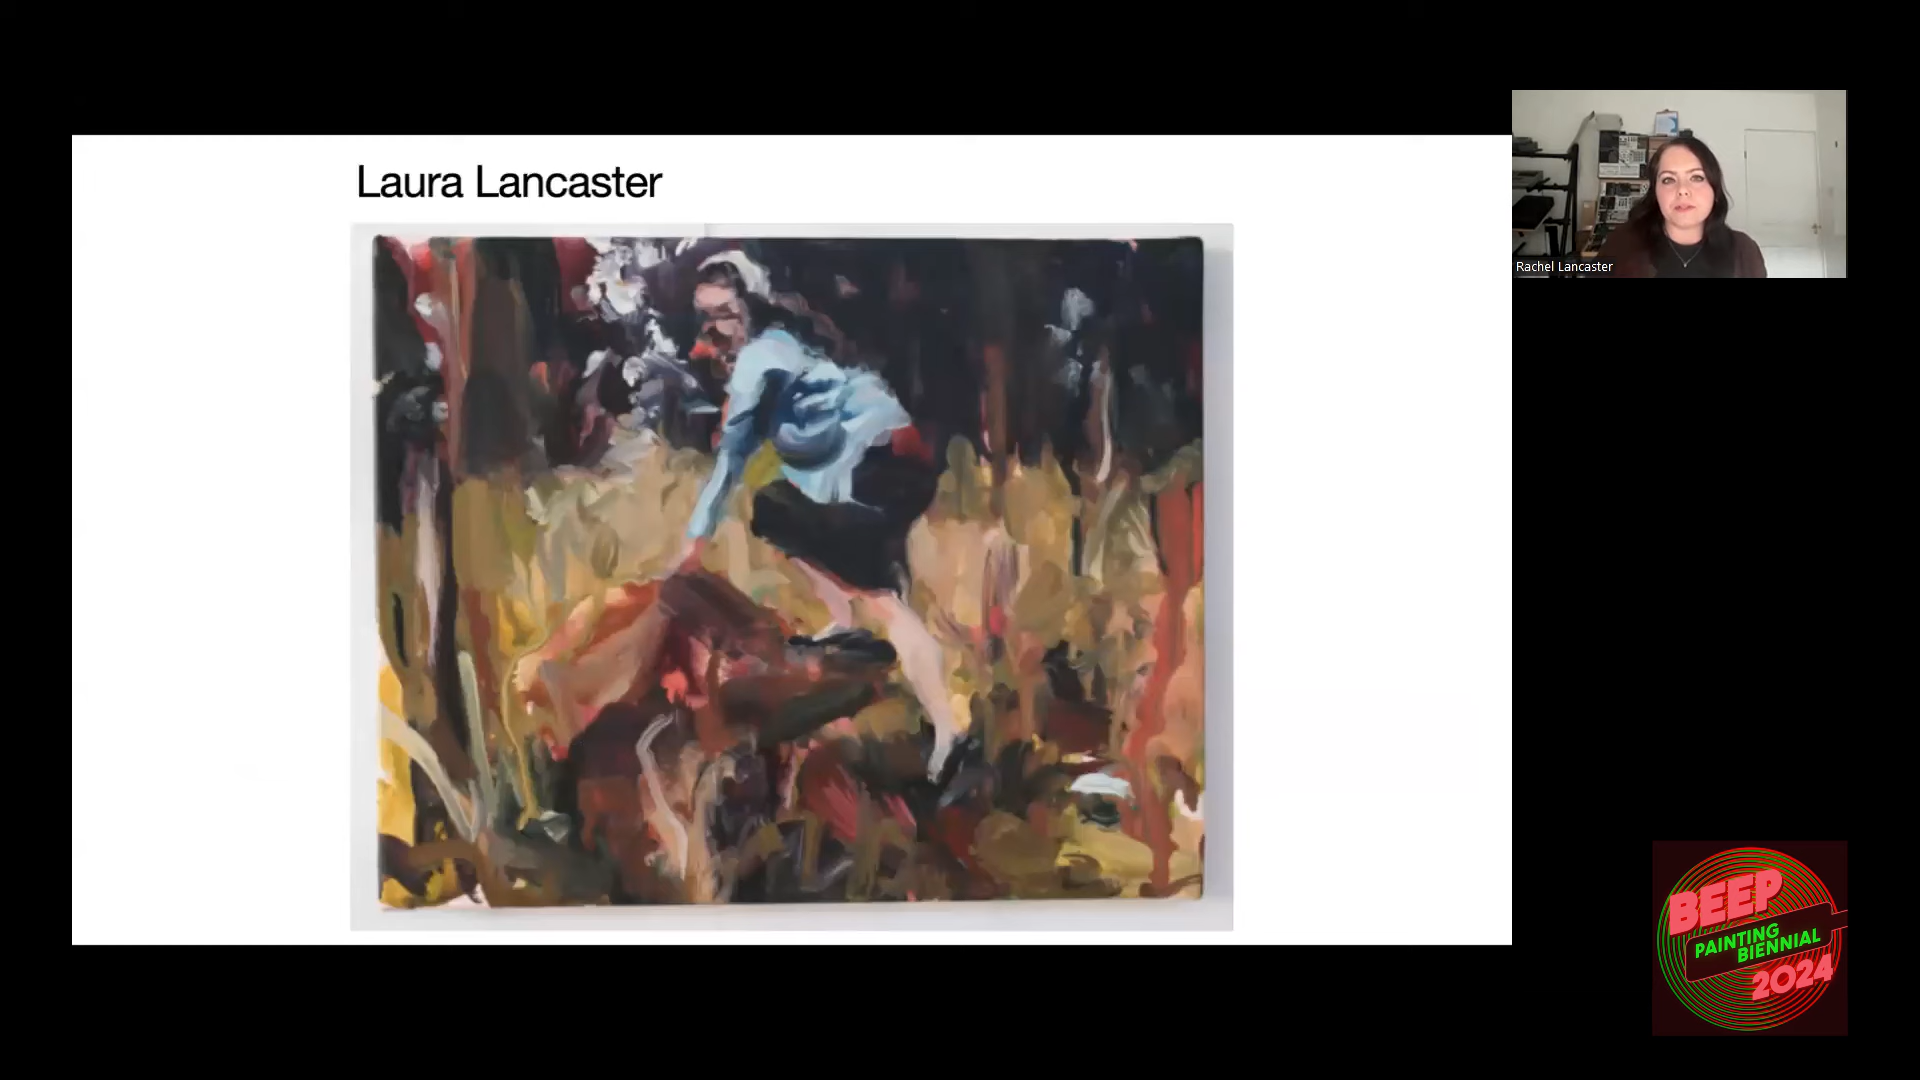 Laura Lancaster
Rachel Lancaster
BEEP
PAINTING
BIENNIAL
2024